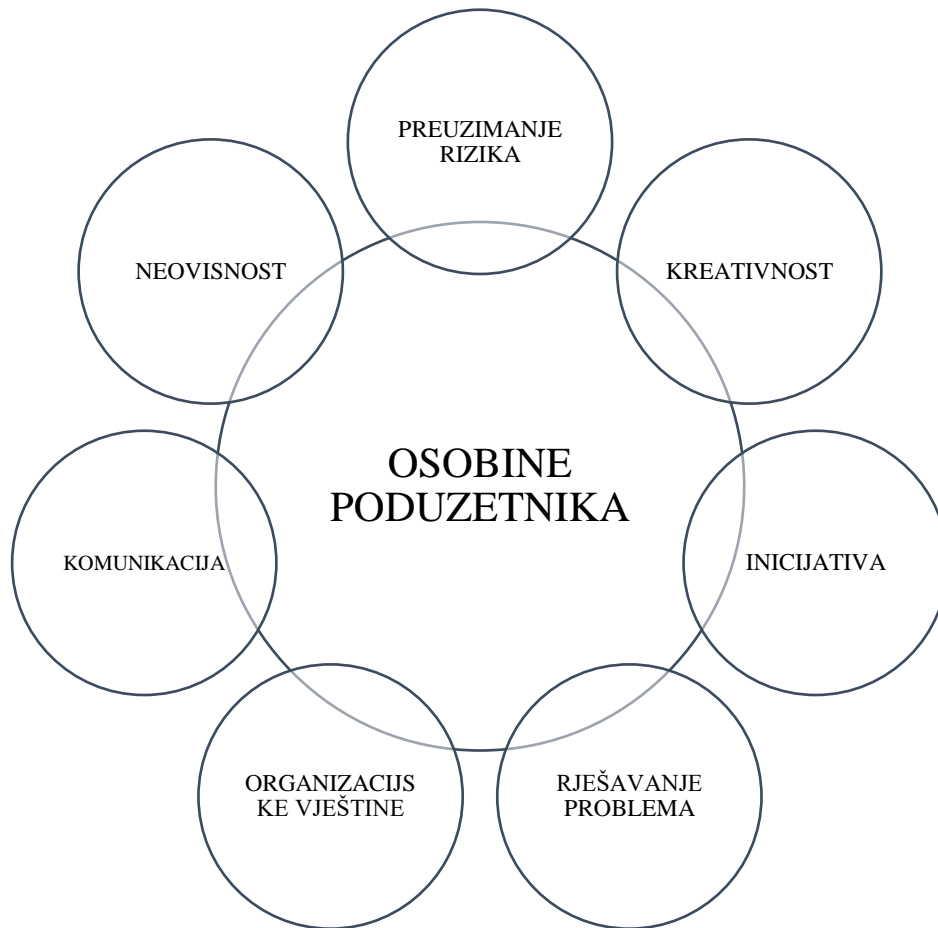 PREUZIMANJE
RIZIKA
NEOVISNOST
KREATIVNOST
OSOBINE
PODUZETNIKA
KOMUNIKACIJA
INICIJATIVA
ORGANIZACIJS
KE VJEŠTINE
RJEŠAVANJE
PROBLEMA